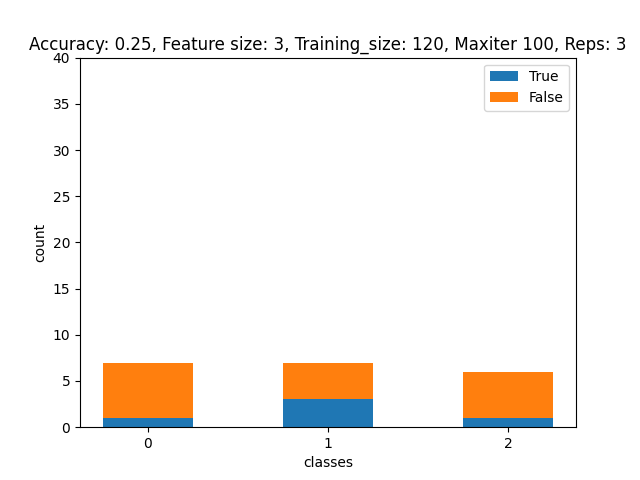 Accuracy: 0.25, Feature size: 3, Training_size: 120, Maxiter 100, Reps: 3
True
False
40
35
30
25
20
15
10
5
0
count
0 1 2
classes